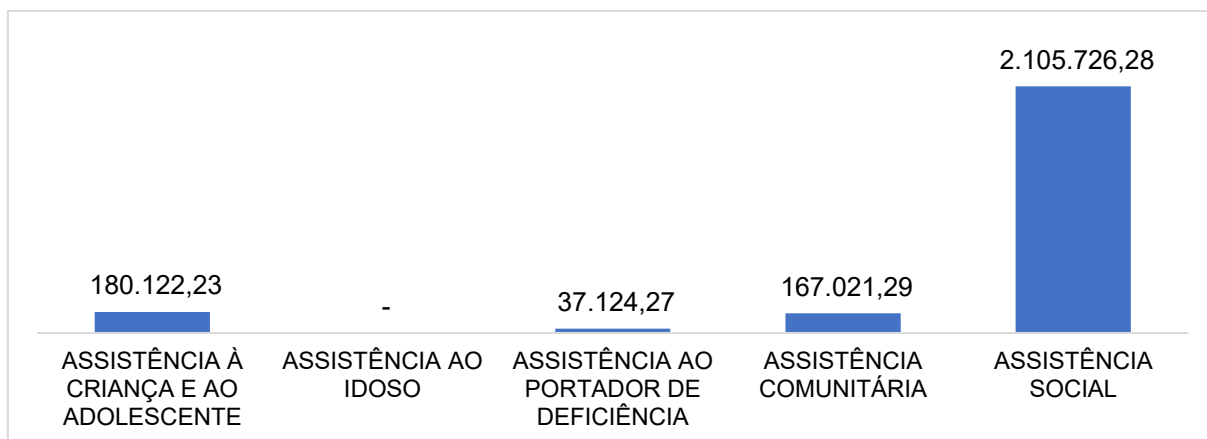 2.105.726,28
180.122,23
-
37.124,27
167.021,29
ASSISTÊNCIA À
CRIANÇA E AO
ADOLESCENTE
ASSISTÊNCIA AO
IDOSO
ASSISTÊNCIA AO
PORTADOR DE
DEFICIÊNCIA
ASSISTÊNCIA
COMUNITÁRIA
ASSISTÊNCIA
SOCIAL